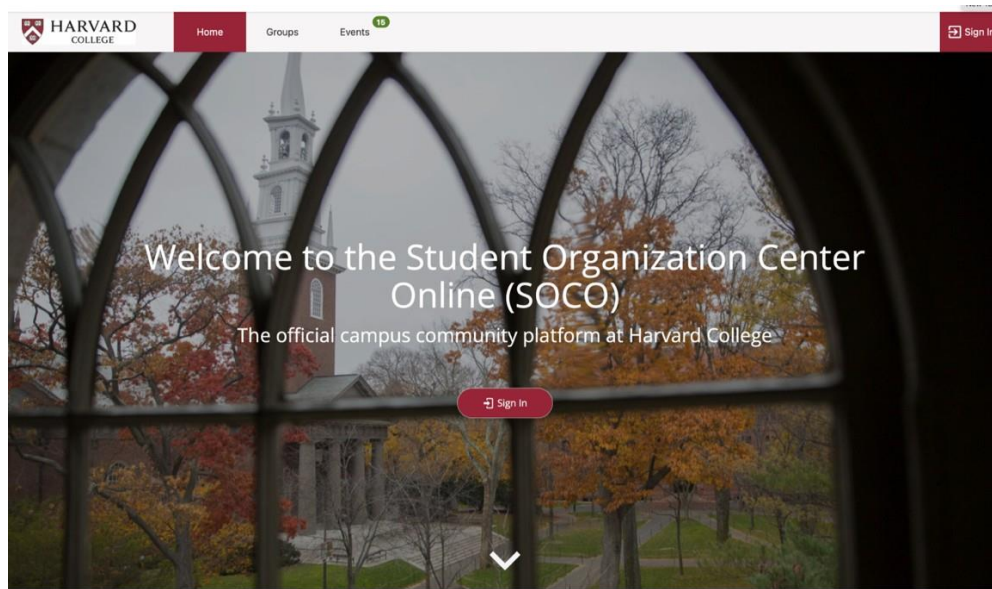 HARVARD
COLLEGE
Home
Groups
Events
15
Sign In
Welcome to the Student Organization Center
Online (SOCO)
The official campus community platform at Harvard College
Sign In